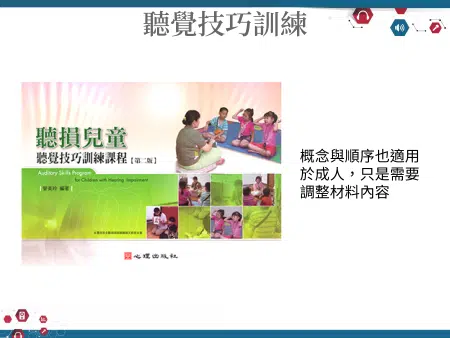 聽覺技巧訓練
聽損兒童
聽覺技巧訓練課程【第二版】
Auditory Skills Program
for Children with Hearing Impairment
編著
心理出版社
概念與順序也適用
於成人，只是需要
調整材料內容